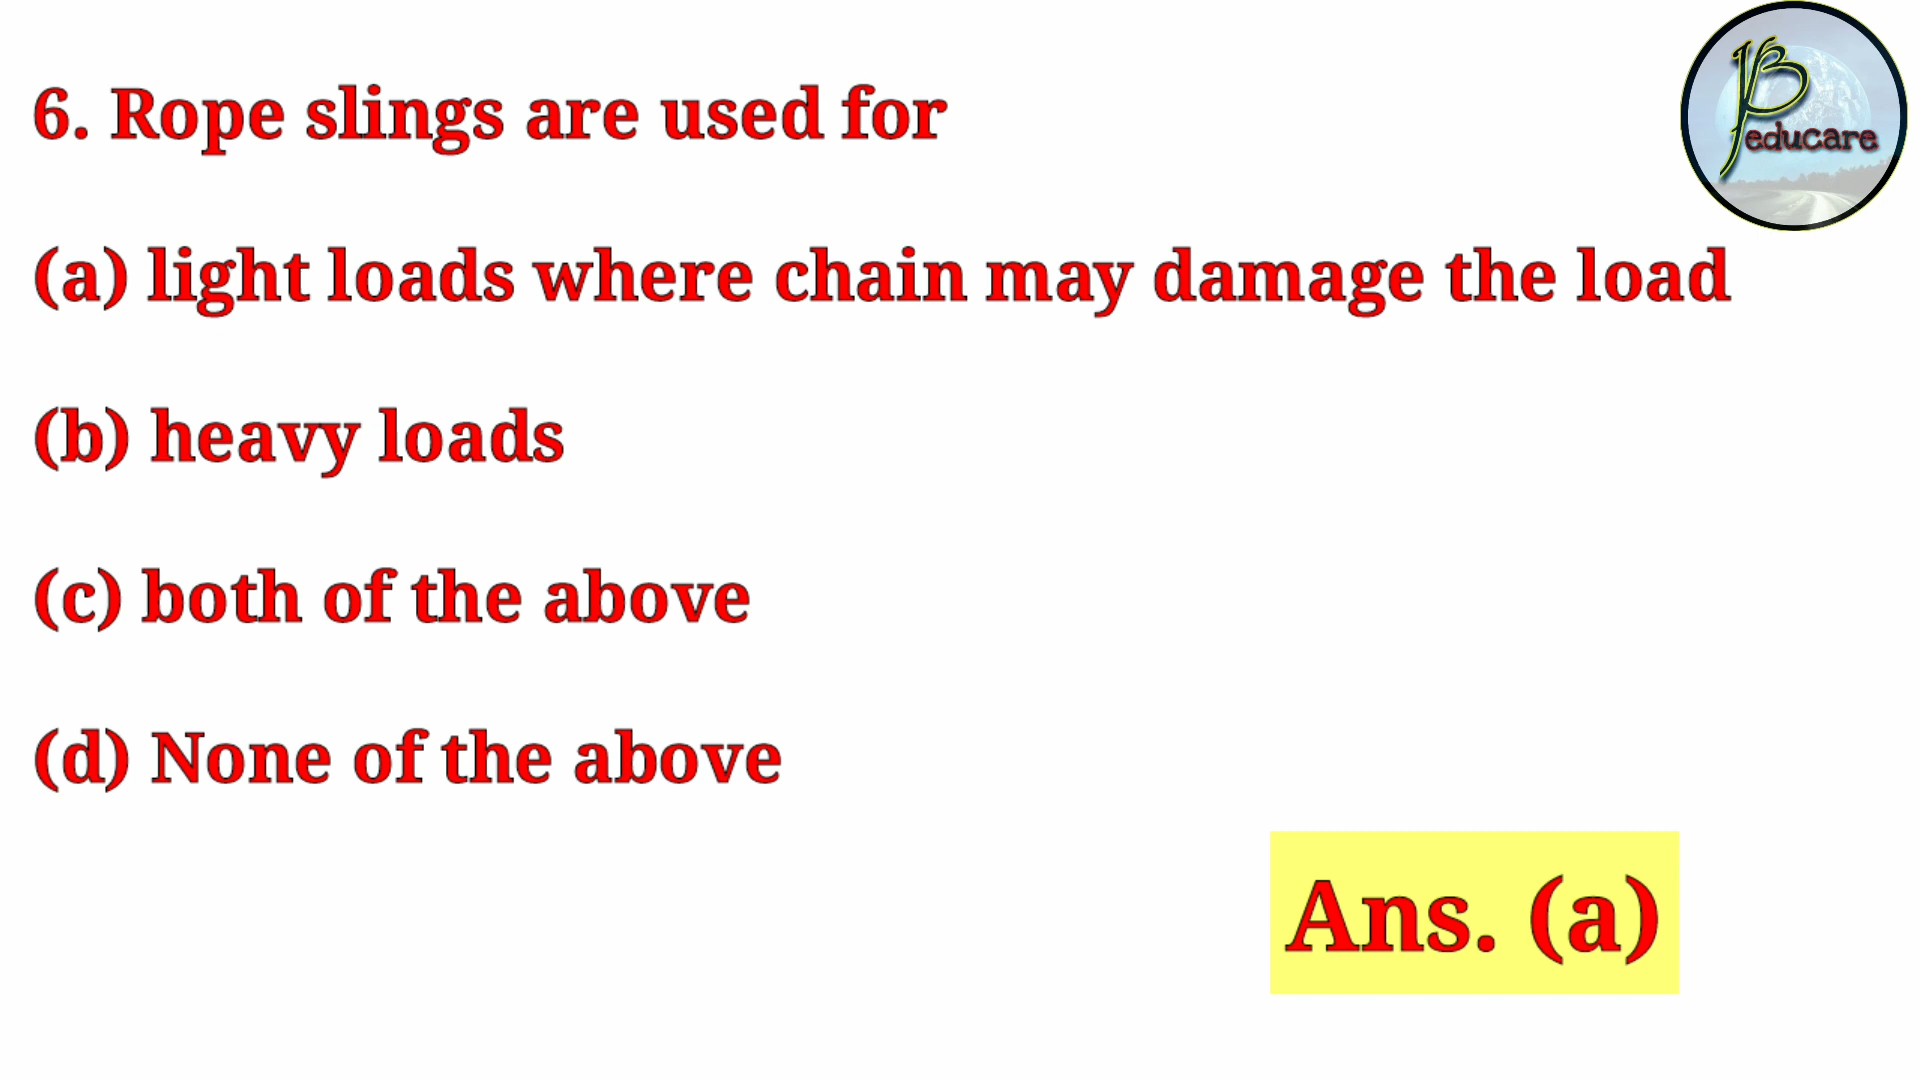 6. Rope slings are used for
(a) light loads where chain may damage the load
(b) heavy loads
(c) both of the above
(d) None of the above
Ans. (a)
educare